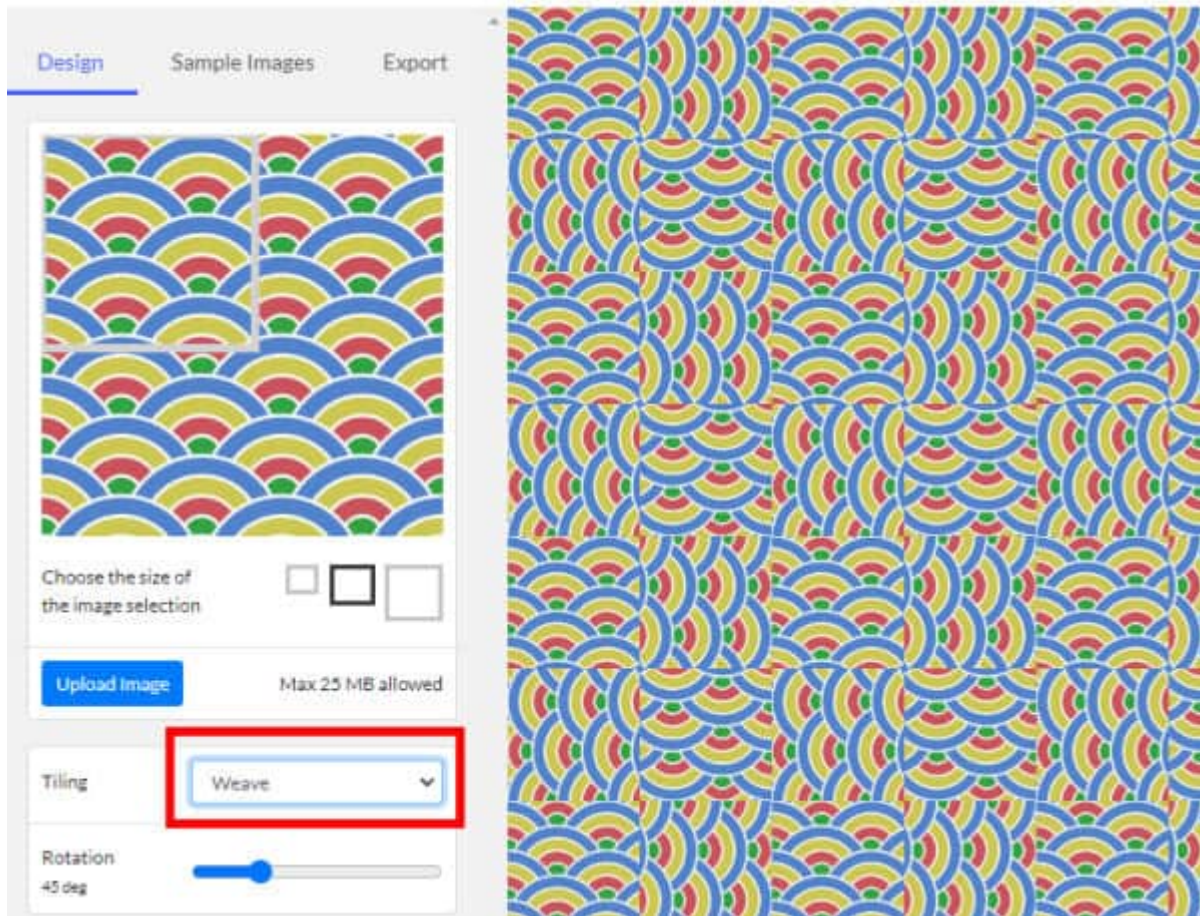 Design Sample Images Export
Choose the size of
the image selection
Upload Image Max 25 MB allowed
Tiling Weave
Rotation
45 deg